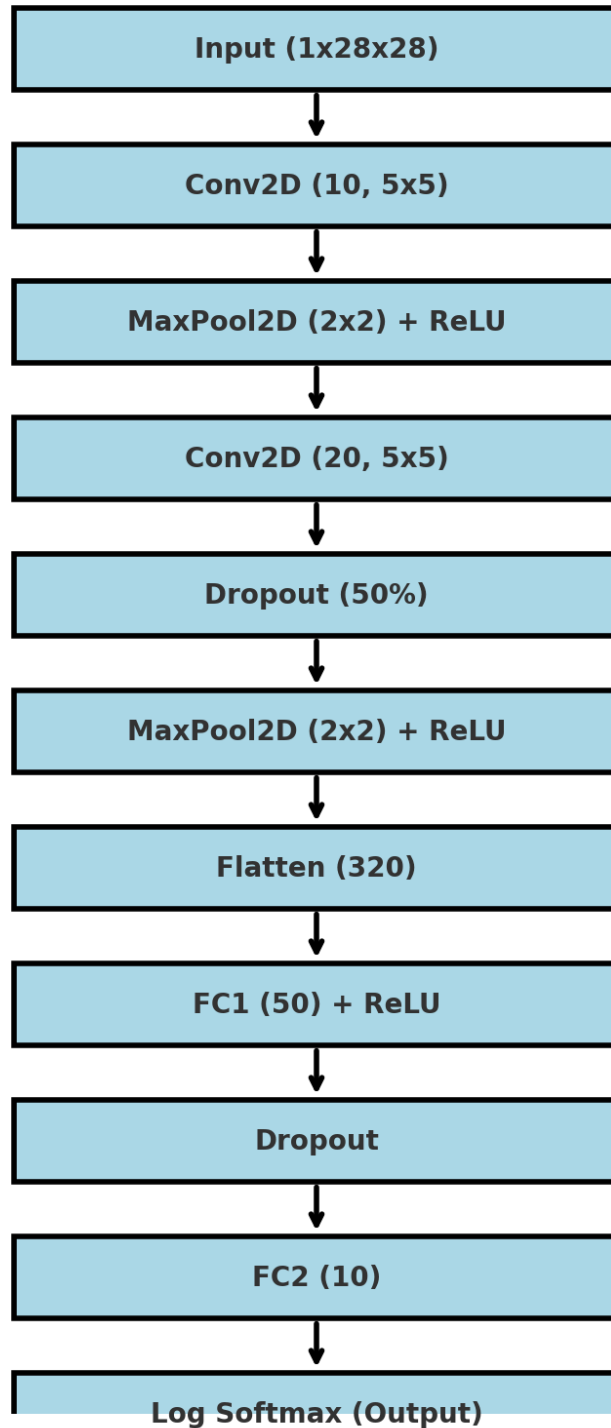 Input (1x28x28)
Conv2D (10, 5x5)
MaxPool2D (2x2) + ReLU
Conv2D (20, 5x5)
Dropout (50%)
MaxPool2D (2x2) + ReLU
Flatten (320)
FC1 (50) + ReLU
Dropout
FC2 (10)
Log Softmax (Output)